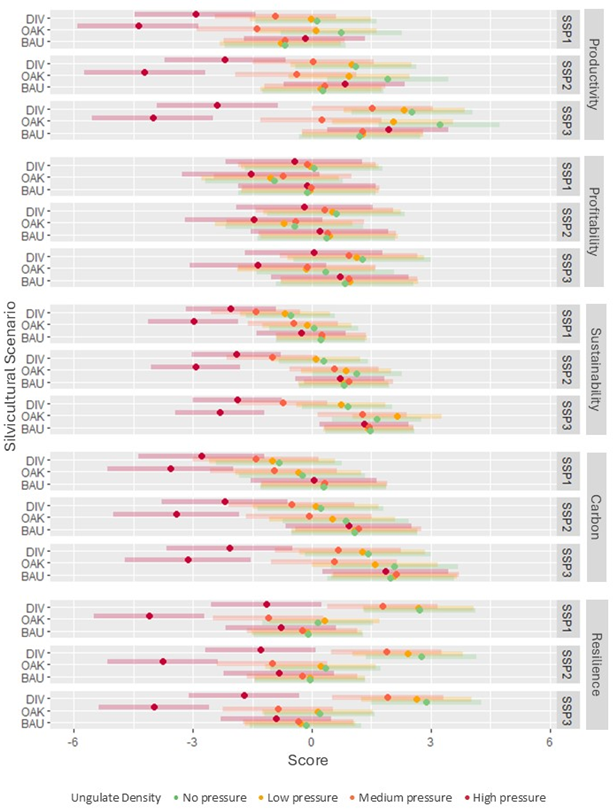 DIV
OAK
BAU
SSP1
DIV
OAK
BAU
SSP2
DIV
OAK
BAU
SSP3
Productivity
DIV
OAK
BAU
SSP1
DIV
OAK
BAU
SSP2
DIV
OAK
BAU
SSP3
Profitability
DIV
OAK
BAU
SSP1
DIV
OAK
BAU
SSP2
DIV
OAK
BAU
SSP3
Sustainability
DIV
OAK
BAU
SSP1
DIV
OAK
BAU
SSP2
DIV
OAK
BAU
SSP3
Carbon
DIV
OAK
BAU
SSP1
DIV
OAK
BAU
SSP2
DIV
OAK
BAU
SSP3
Resilience
Silvicultural Scenario
-6 -3 0 3 6
Score
Ungulate Density No pressure Low pressure Medium pressure High pressure